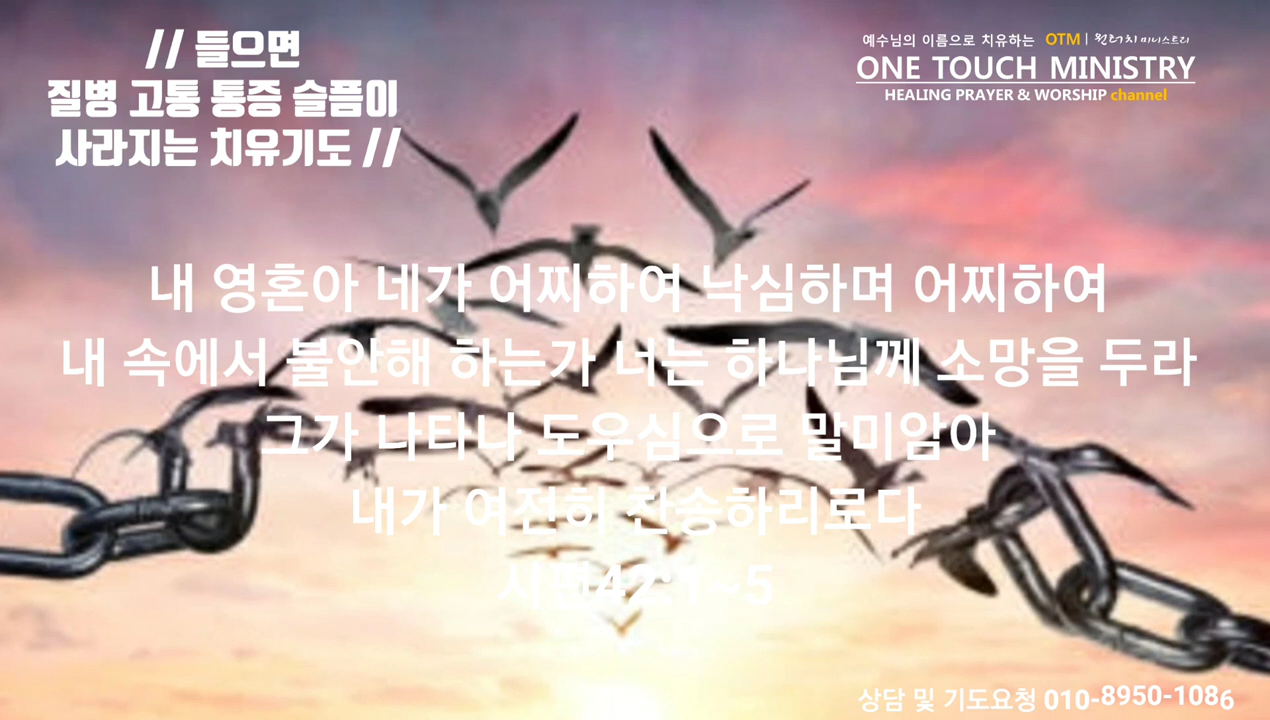 // 들으면
질병 고통 통증 슬픔이
사라지는 치유기도 //
예수님의 이름으로 치유하는 OTM | 원터치 미니스트리
ONE TOUCH MINISTRY
HEALING PRAYER & WORSHIP channel
내 영혼아 네가 어찌하여 낙심하며 어찌하여
내 속에서 불안해 하는가 너는 하나님께 소망을 두라
그가 나타나 도우심으로 말미암아
내가 여전히 찬송하리로다
시편42:1~5
상담 및 기도요청 010-8950-1086